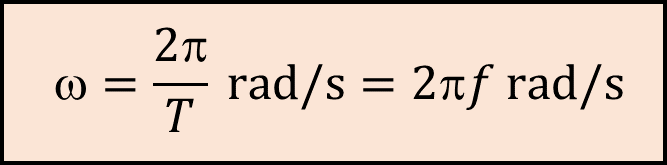 ω = 2π/T rad/s = 2πf rad/s